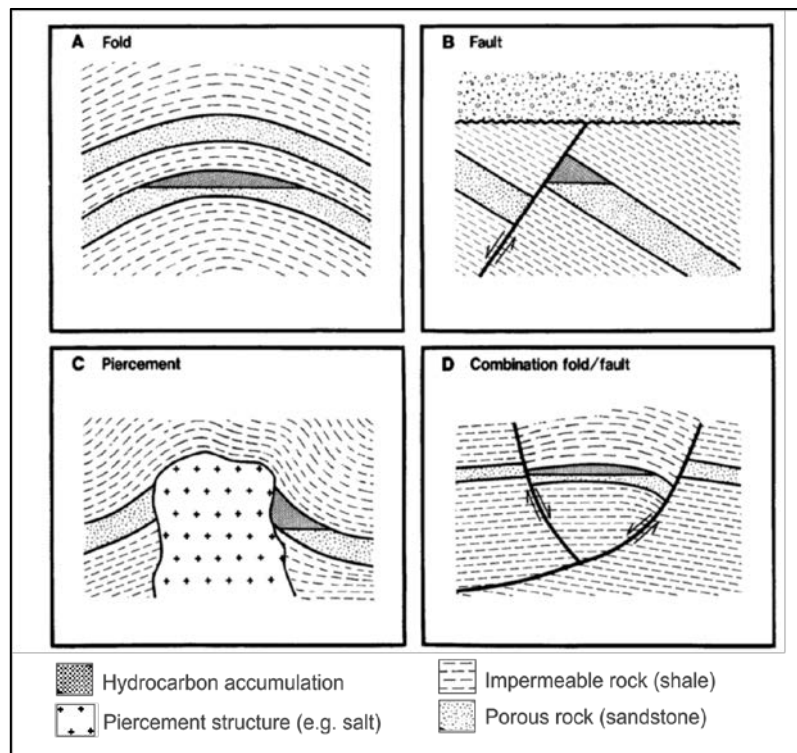 A Fold
B Fault
C Piercement
D Combination fold/fault
Hydrocarbon accumulation
Impermeable rock (shale)
Piercement structure (e.g. salt)
Porous rock (sandstone)